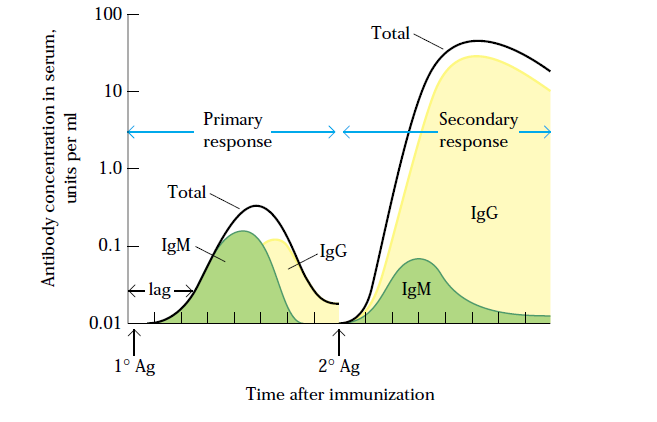 Antibody concentration in serum,
units per ml
100
10
1.0
0.1
0.01
Total
Primary
response
Secondary
response
Total
IgM
IgG
IgG
lag
IgM
1° Ag
2° Ag
Time after immunization